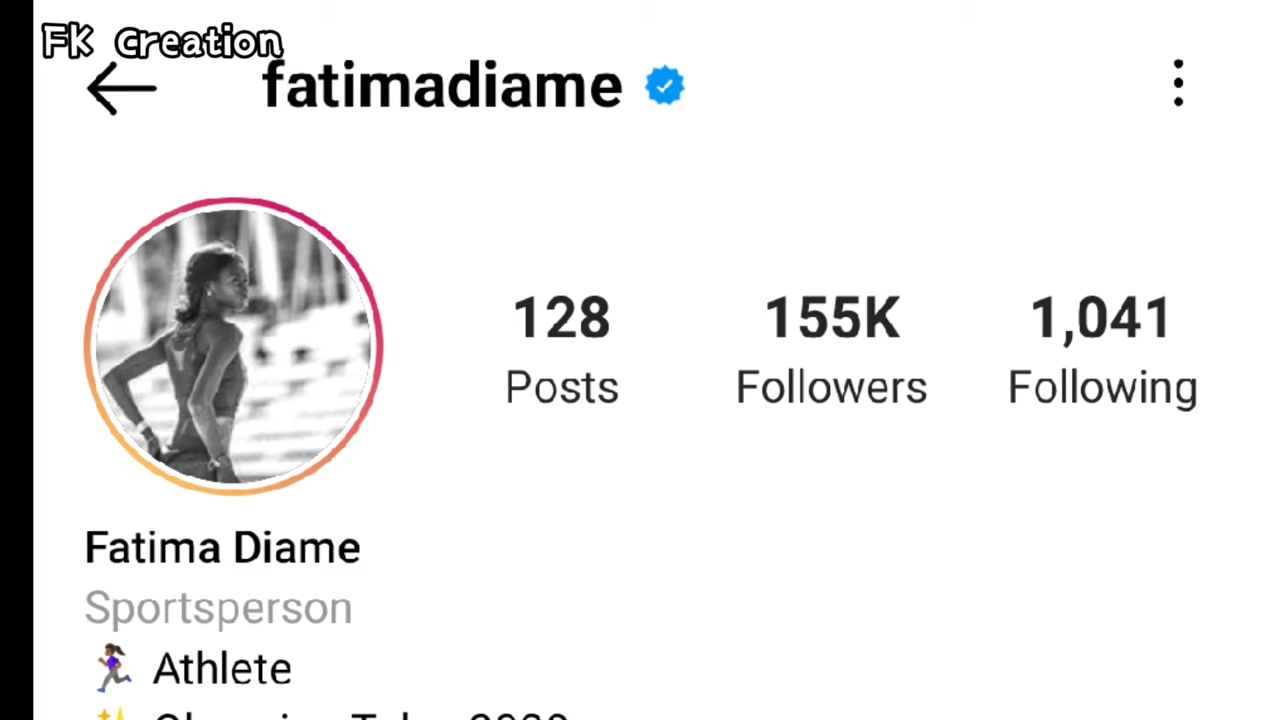 FK Creation
fatimadiame
128 155K 1,041
Posts Followers Following
Fatima Diame
Sportsperson
Athlete